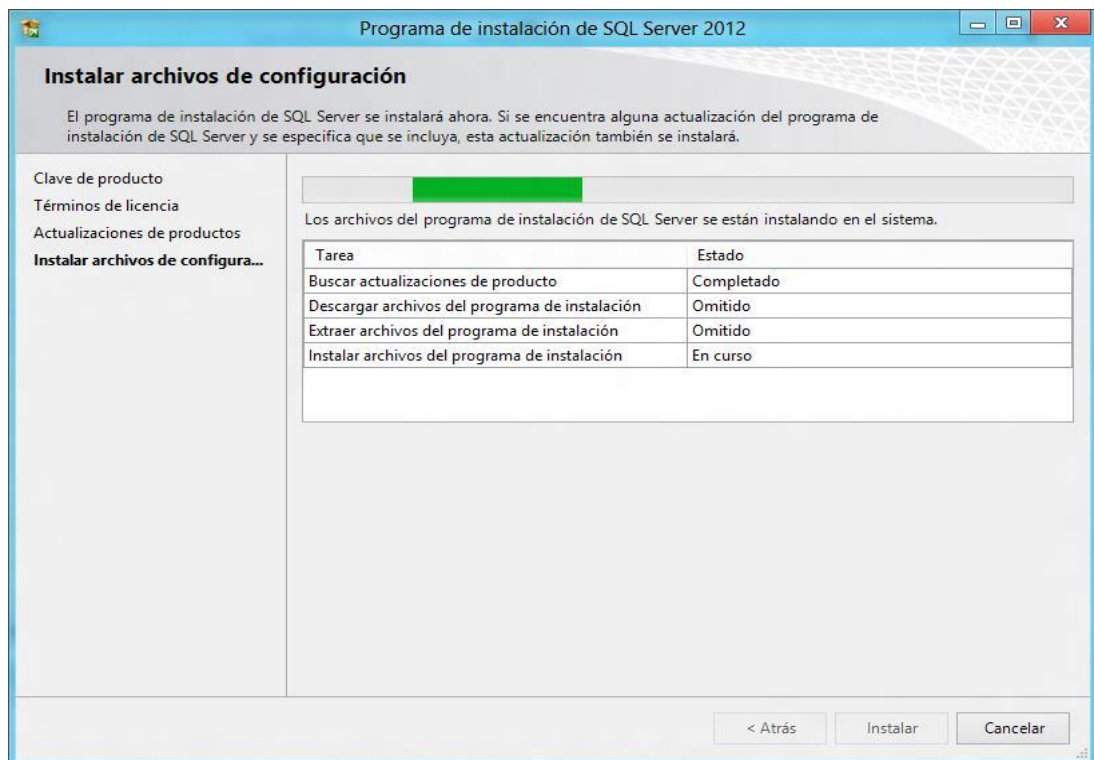 Programa de instalación de SQL Server 2012
Instalar archivos de configuración
El programa de instalación de SQL Server se instalará ahora. Si se encuentra alguna actualización del programa de
instalación de SQL Server y se especifica que se incluya, esta actualización también se instalará.
Clave de producto
Términos de licencia
Actualizaciones de productos
Instalar archivos de configura...
Los archivos del programa de instalación de SQL Server se están instalando en el sistema.
Tarea Estado
Buscar actualizaciones de producto Completado
Descargar archivos del programa de instalación Omitido
Extraer archivos del programa de instalación Omitido
Instalar archivos del programa de instalación En curso
< Atrás Instalar Cancelar